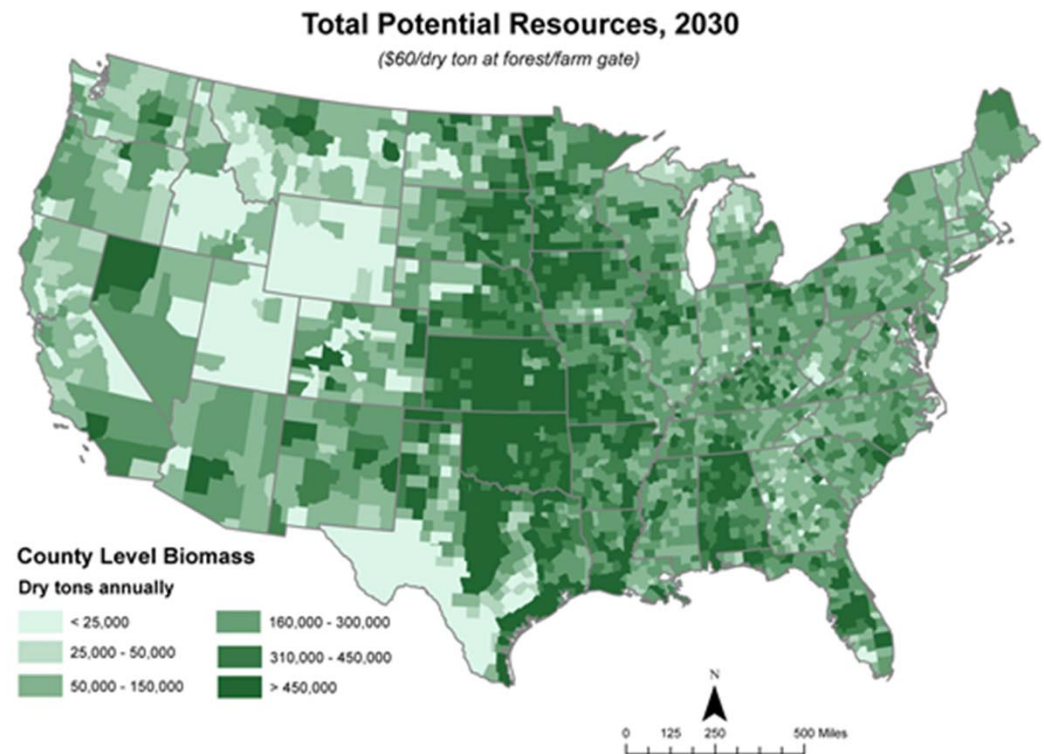 Total Potential Resources, 2030
($60/dry ton at forest/farm gate)
County Level Biomass
Dry tons annually
< 25,000
25,000 - 50,000
50,000 - 150,000
160,000 - 300,000
310,000 - 450,000
> 450,000
N
0 125 250 500 Miles